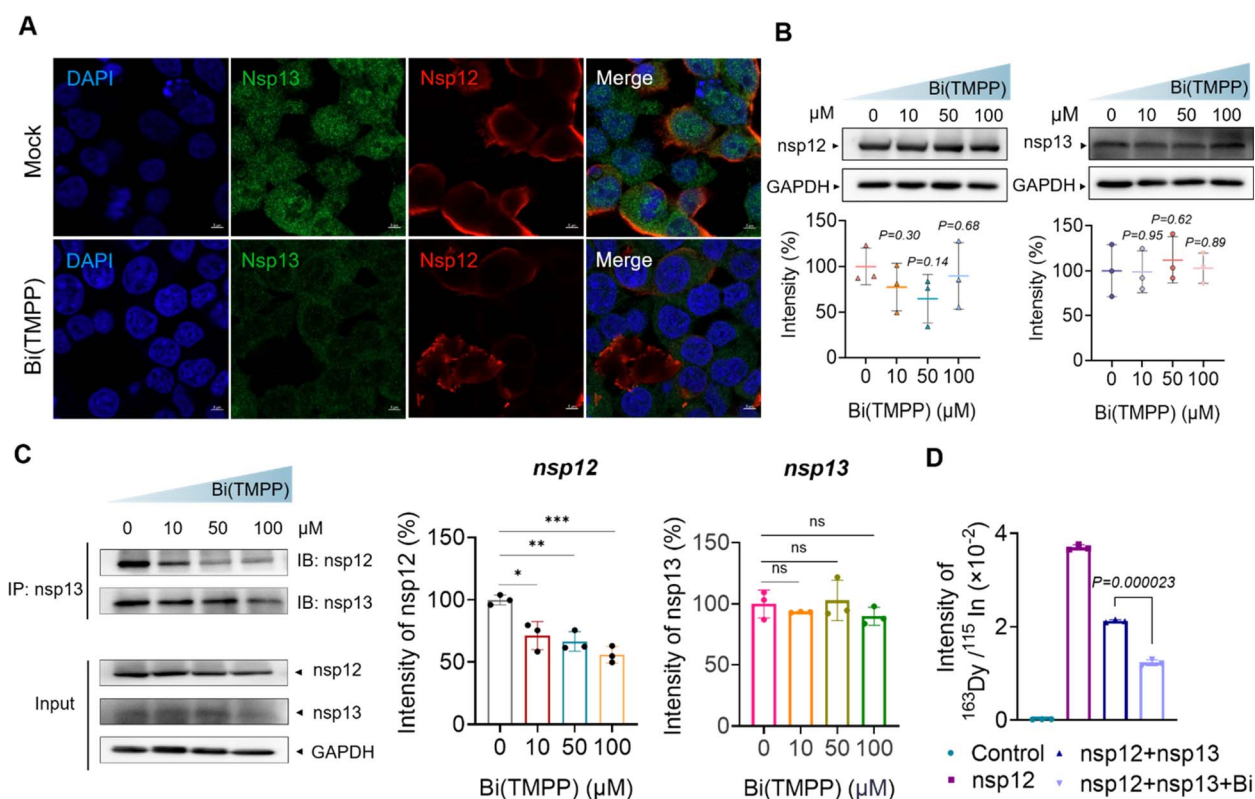 A
DAPI Nsp13 Nsp12 Merge
Mock
DAPI Nsp13 Nsp12 Merge
Bi(TMPP)
B
Bi(TMPP)
µM 0 10 50 100
nsp12
GAPDH
Intensity (%)
150
100
50
0
P=0.30
P=0.14
P=0.68
0 10 50 100
Bi(TMPP) (µM)
Bi(TMPP)
µM 0 10 50 100
nsp13
GAPDH
Intensity (%)
150
100
50
0
P=0.95
P=0.62
P=0.89
0 10 50 100
Bi(TMPP) (µM)
C
Bi(TMPP)
0 10 50 100 µM
IP: nsp13
IB: nsp12
IB: nsp13
Input
nsp12
nsp13
GAPDH
nsp12
Intensity of nsp12 (%)
150
100
50
0
***
**
*
0 10 50 100
Bi(TMPP) (µM)
nsp13
Intensity of nsp13 (%)
150
100
50
0
ns
ns
ns
0 10 50 100
Bi(TMPP) (µM)
D
Intensity of
¹⁶³Dy /¹¹⁵ In (×10⁻²)
4
2
0
P=0.000023
Control
nsp12
nsp12+nsp13
nsp12+nsp13+Bi